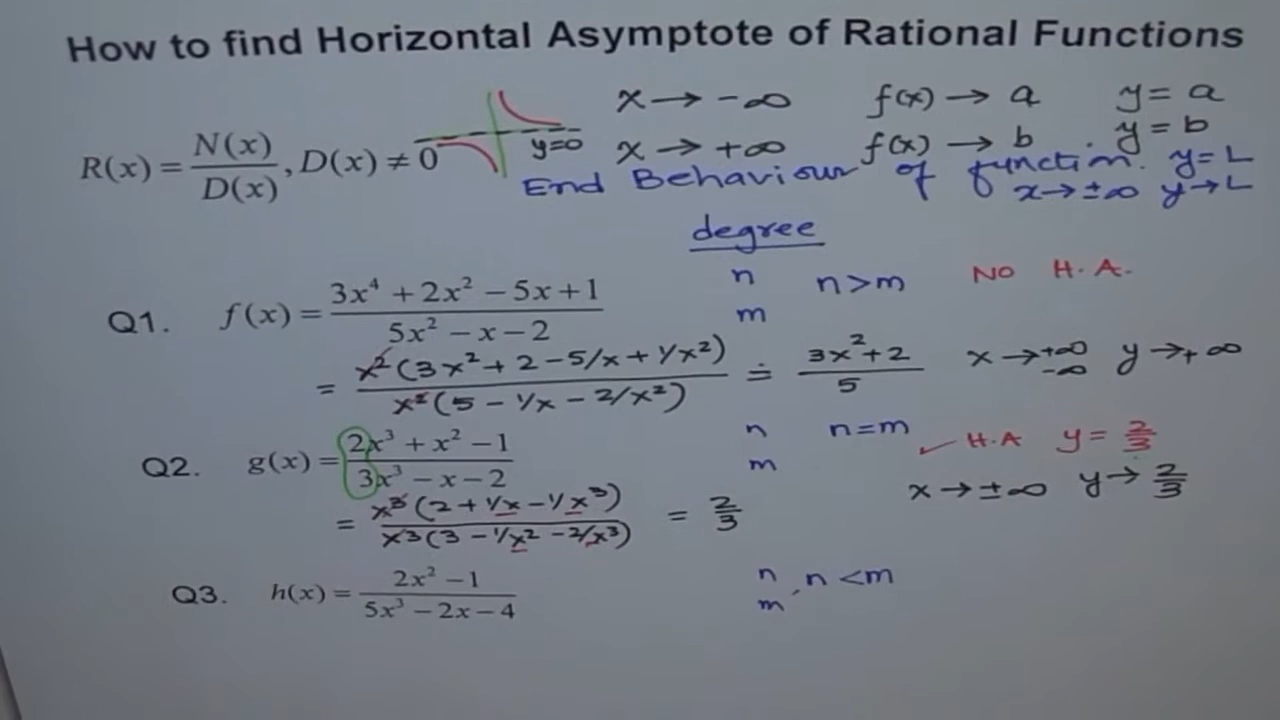 How to find Horizontal Asymptote of Rational Functions
R(x) = N(x)/D(x), D(x) ≠ 0
y=0
x → -∞ f(x) → a y = a
x → +∞ f(x) → b . y = b
End Behaviour of function. y = L
x → ±∞ y → L
degree
Q1. f(x) = (3x⁴ + 2x² − 5x + 1)/(5x² − x − 2) n m n>m NO H.A.
= x²(3x² + 2 - 5/x + 1/x²)/x²(5 - 1/x - 2/x²) ≐ (3x² + 2)/5 x → +∞ -∞ y → +∞
Q2. g(x) = (2x³ + x² − 1)/(3x³ − x − 2) n m n=m ✓ H.A y = 2/3
x → ±∞ y → 2/3
= x³(2 + 1/x - 1/x³)/x³(3 - 1/x² - 2/x³) = 2/3
Q3. h(x) = (2x² − 1)/(5x³ − 2x − 4) n m . n <m